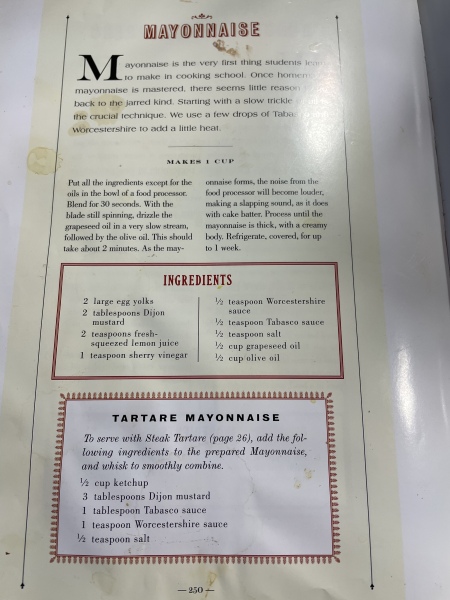 MAYONNAISE
Mayonnaise is the very first thing students
to make in cooking school. Once
mayonnaise is mastered, there seems little reason
back to the jarred kind. Starting with a slow trickle
the crucial technique. We use a few drops of
Worcestershire to add a little heat.
MAKES 1 CUP
Put all the ingredients except for the
oils in the bowl of a food processor.
Blend for 30 seconds. With the
blade still spinning, drizzle the
grapeseed oil in a very slow stream,
followed by the olive oil. This should
take about 2 minutes. As the may-
onnaise forms, the noise from the
food processor will become louder,
making a slapping sound, as it does
with cake batter. Process until the
mayonnaise is thick, with a creamy
body. Refrigerate, covered, for up
to 1 week.
INGREDIENTS
2 large egg yolks
2 tablespoons Dijon
mustard
2 teaspoons fresh-
squeezed lemon juice
1 teaspoon sherry vinegar
½ teaspoon Worcestershire
sauce
½ teaspoon Tabasco sauce
½ teaspoon salt
½ cup grapeseed oil
½ cup olive oil
TARTARE MAYONNAISE
To serve with Steak Tartare (page 26), add the fol-
lowing ingredients to the prepared Mayonnaise,
and whisk to smoothly combine.
½ cup ketchup
3 tablespoons Dijon mustard
1 tablespoon Tabasco sauce
1 teaspoon Worcestershire sauce
½ teaspoon salt
— 250 —